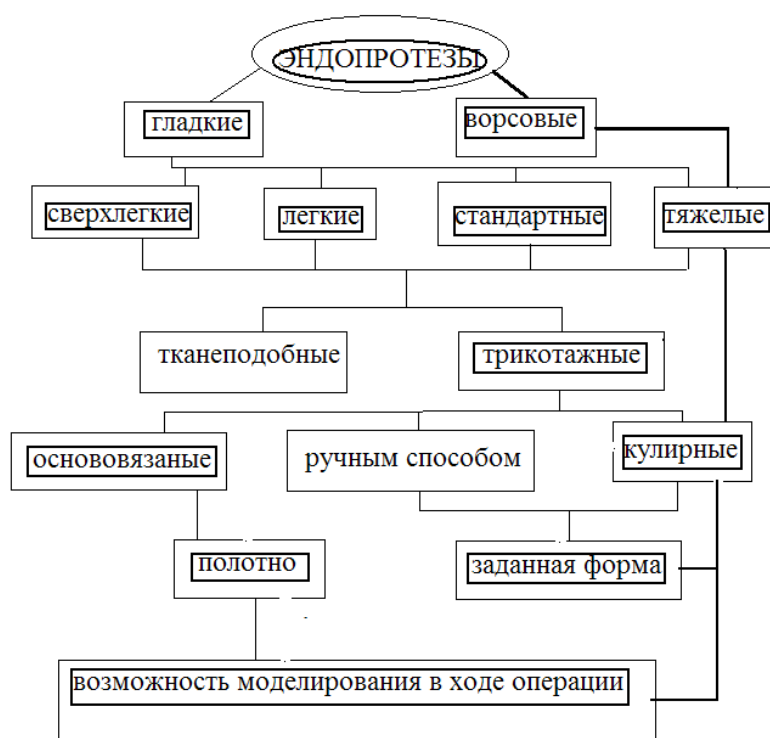 ЭНДОПРОТЕЗЫ
гладкие
ворсовые
сверхлегкие
легкие
стандартные
тяжелые
тканеподобные
трикотажные
основовязаные
ручным способом
кулирные
полотно
заданная форма
возможность моделирования в ходе операции